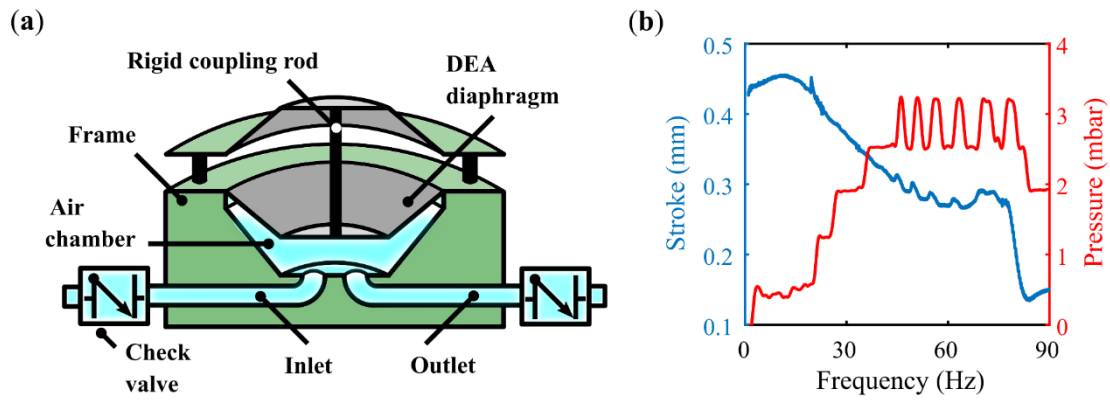 (a)
Rigid coupling rod
DEA
diaphragm
Frame
Air
chamber
Check
valve
Inlet
Outlet
(b)
0.5
0.4
0.3
0.2
0.1
Stroke (mm)
4
3
2
1
0
Pressure (mbar)
0 30 60 90
Frequency (Hz)